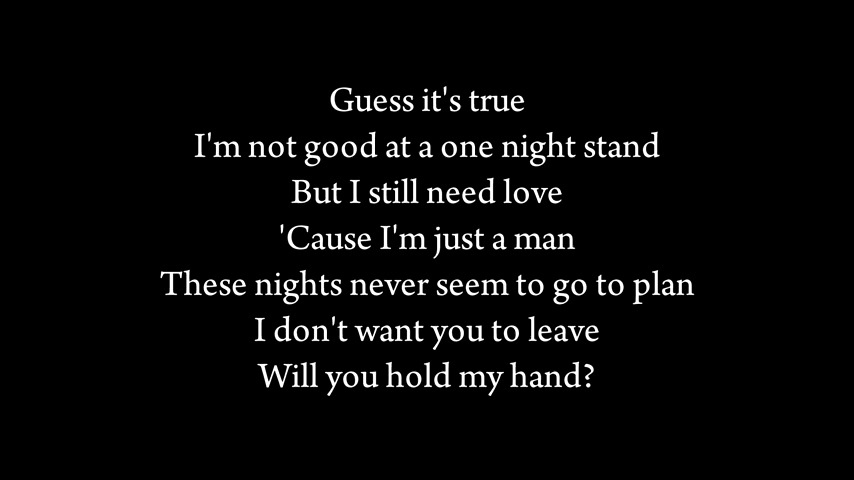 Guess it's true
I'm not good at a one night stand
But I still need love
'Cause I'm just a man
These nights never seem to go to plan
I don't want you to leave
Will you hold my hand?